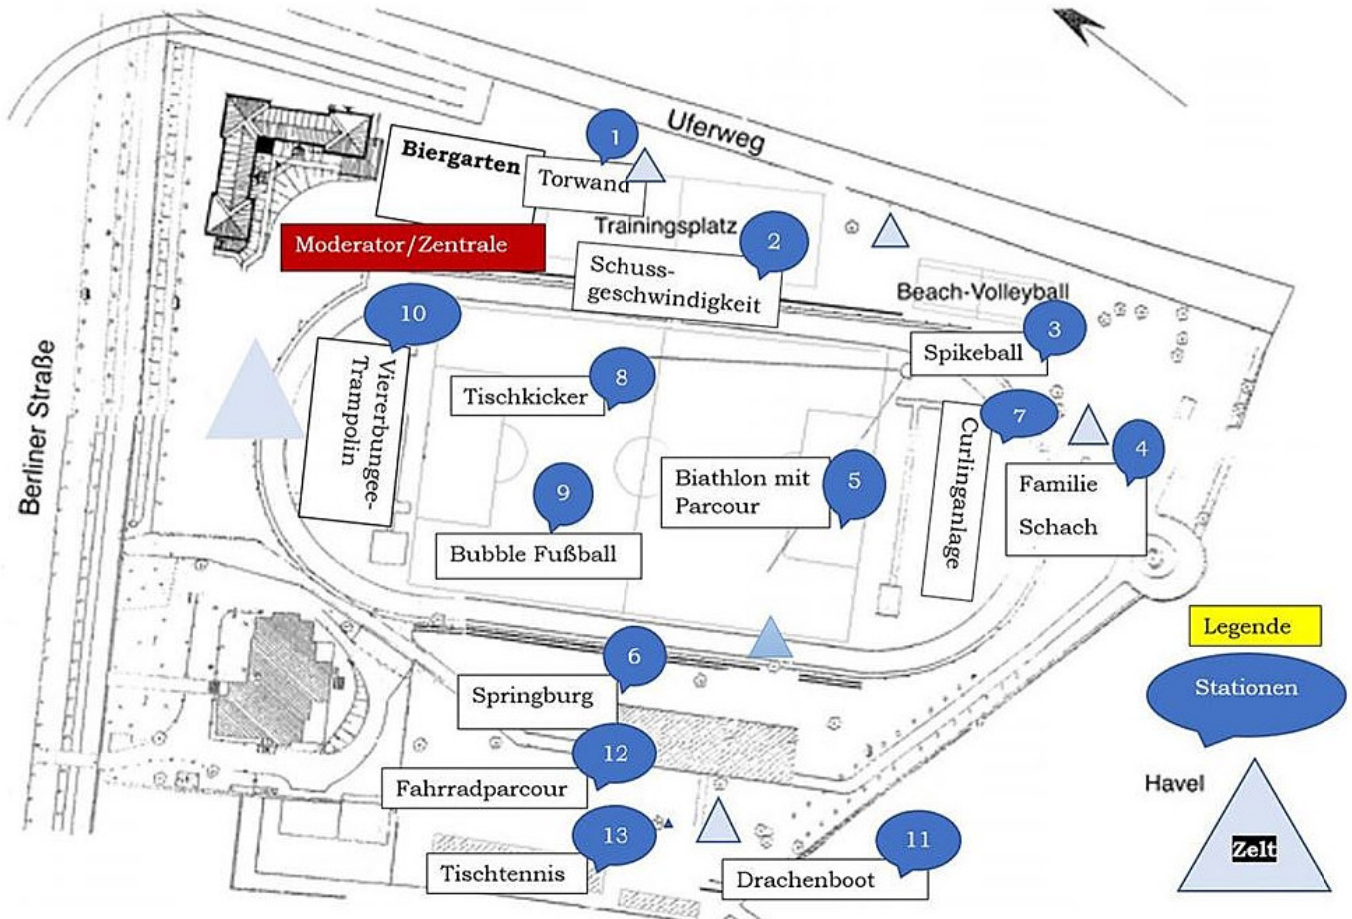 Uferweg
1
Biergarten
Torwand
Trainingsplatz
2
Moderator/Zentrale
Schuss-
geschwindigkeit
Beach-Volleyball
10
3
Spikeball
Viererbungee-
Trampolin
8
Tischkicker
7
Curlinganlage
4
Familie
Schach
Berliner Straße
Biathlon mit
Parcour
5
9
Bubble Fußball
Legende
6
Springburg
Stationen
12
Fahrradparcour
Havel
13
Tischtennis
11
Drachenboot
Zelt